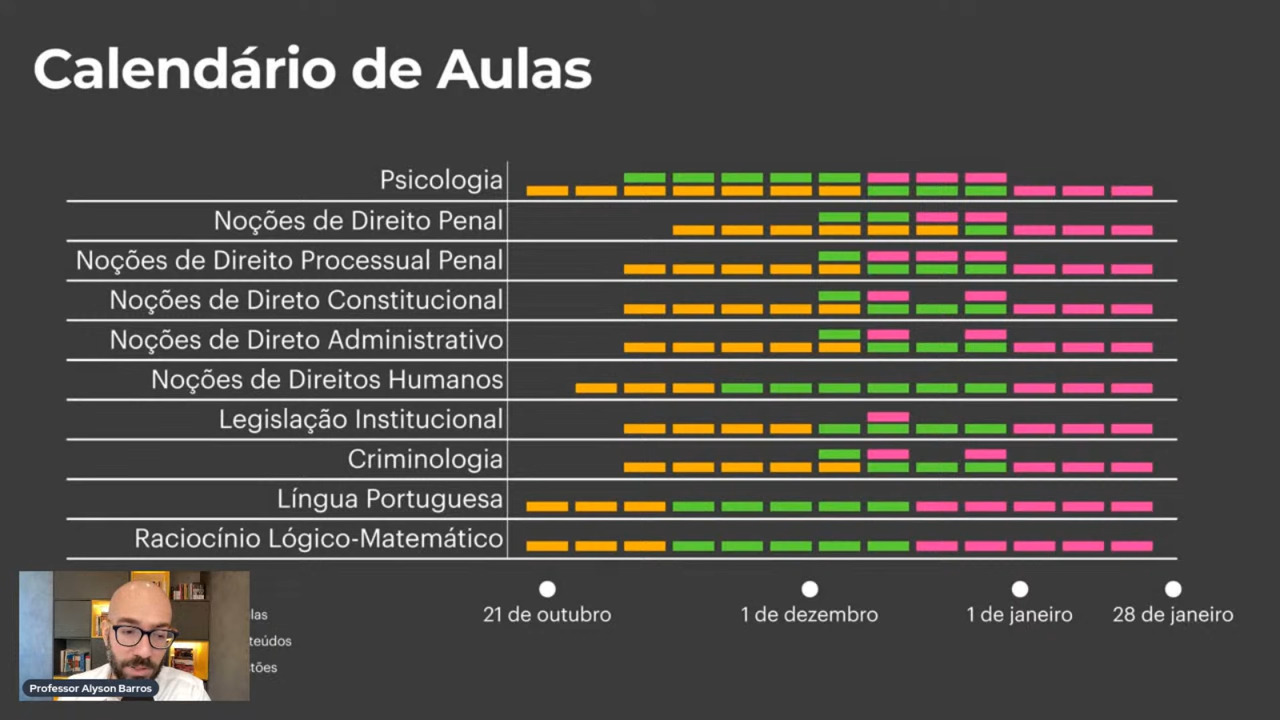 Calendário de Aulas
Psicologia
Noções de Direito Penal
Noções de Direito Processual Penal
Noções de Direto Constitucional
Noções de Direto Administrativo
Noções de Direitos Humanos
Legislação Institucional
Criminologia
Língua Portuguesa
Raciocínio Lógico-Matemático
21 de outubro
1 de dezembro
1 de janeiro
28 de janeiro
Professor Alyson Barros